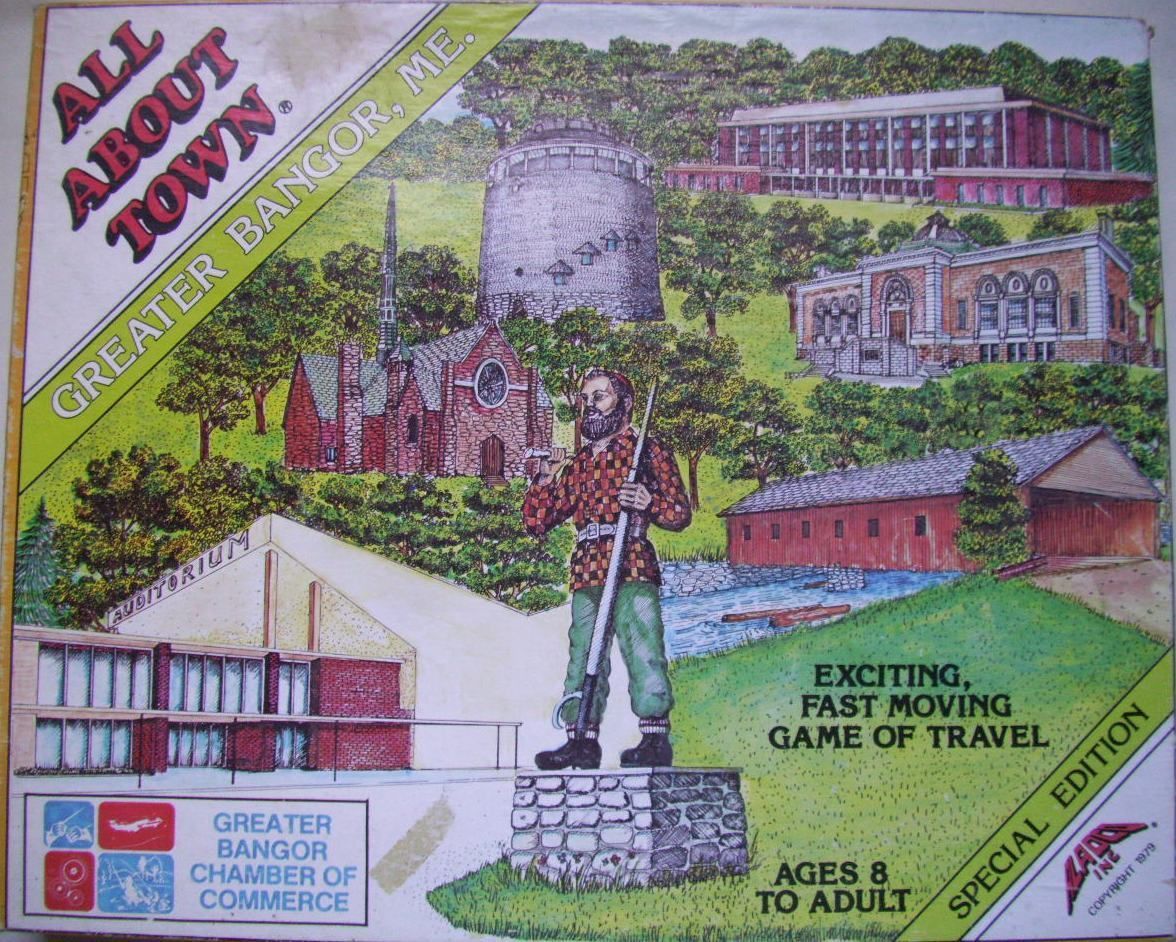 ALL
ABOUT
TOWN®
GREATER BANGOR, ME.
AUDITORIUM
EXCITING,
FAST MOVING
GAME OF TRAVEL
GREATER
BANGOR
CHAMBER OF
COMMERCE
AGES 8
TO ADULT
SPECIAL EDITION
LADO
INC
COPYRIGHT 1979